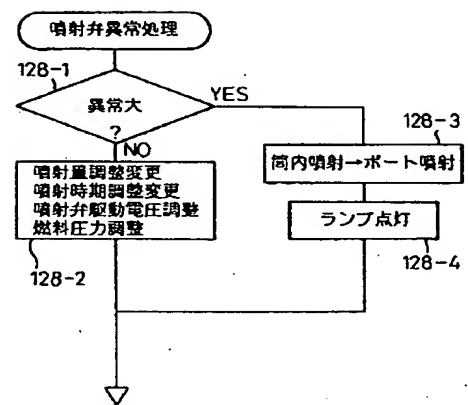 噴射弁異常処理
128-1
異常大
?
YES
NO
128-3
噴射量調整変更
噴射時期調整変更
噴射弁駆動電圧調整
燃料圧力調整
筒内噴射→ポート噴射
ランプ点灯
128-2
128-4